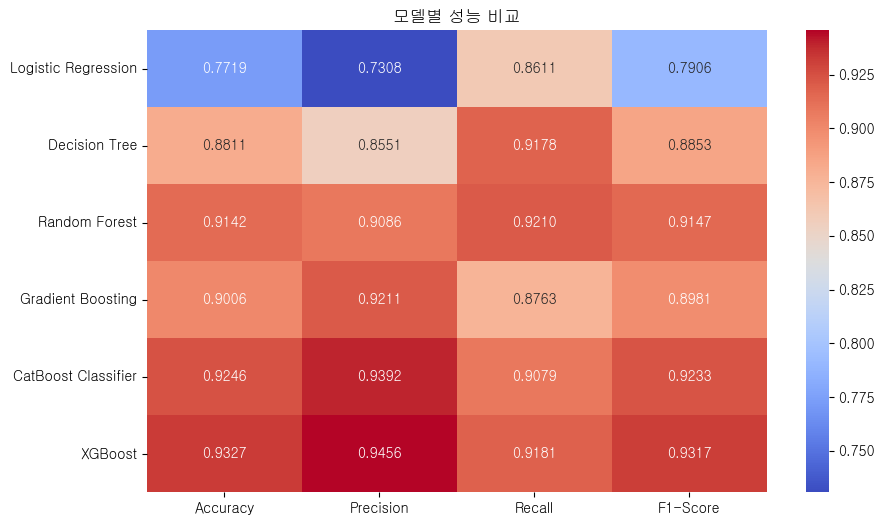 모델별 성능 비교
Logistic Regression 0.7719 0.7308 0.8611 0.7906
Decision Tree 0.8811 0.8551 0.9178 0.8853
Random Forest 0.9142 0.9086 0.9210 0.9147
Gradient Boosting 0.9006 0.9211 0.8763 0.8981
CatBoost Classifier 0.9246 0.9392 0.9079 0.9233
XGBoost 0.9327 0.9456 0.9181 0.9317
Accuracy Precision Recall F1-Score
0.925
0.900
0.875
0.850
0.825
0.800
0.775
0.750